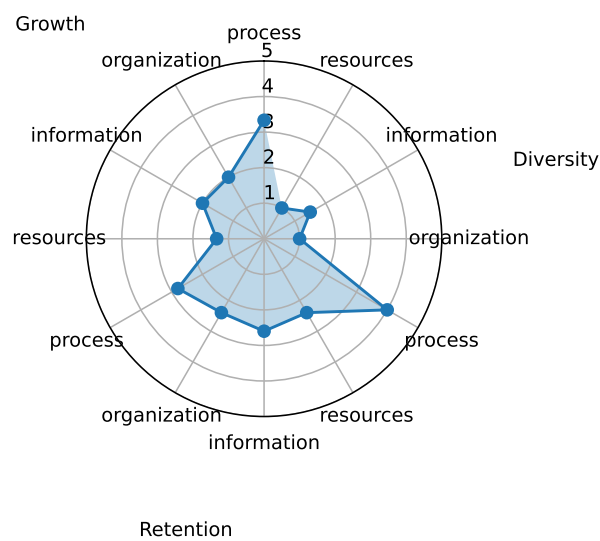 Growth
process
5
organization
resources
4
3
information
information
2
Diversity
1
resources
organization
process
process
organization
resources
information
Retention